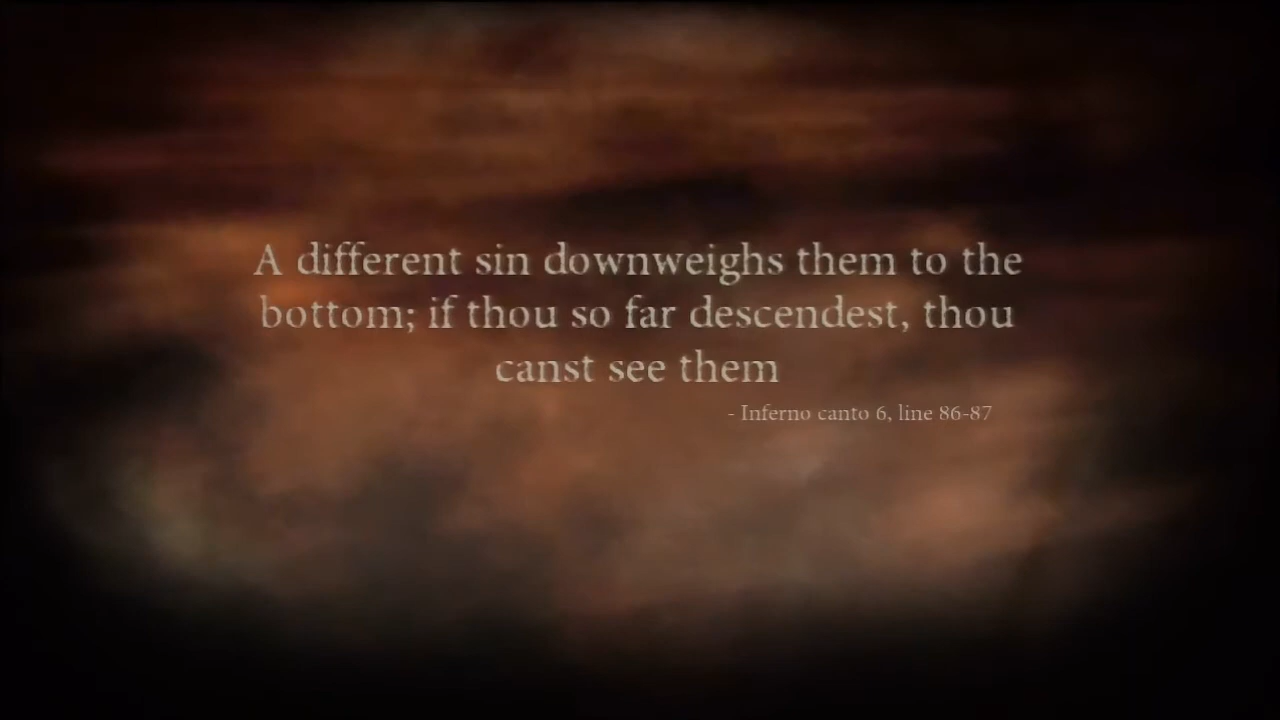 A different sin downweighs them to the
bottom; if thou so far descendest, thou
canst see them
- Inferno canto 6, line 86-87